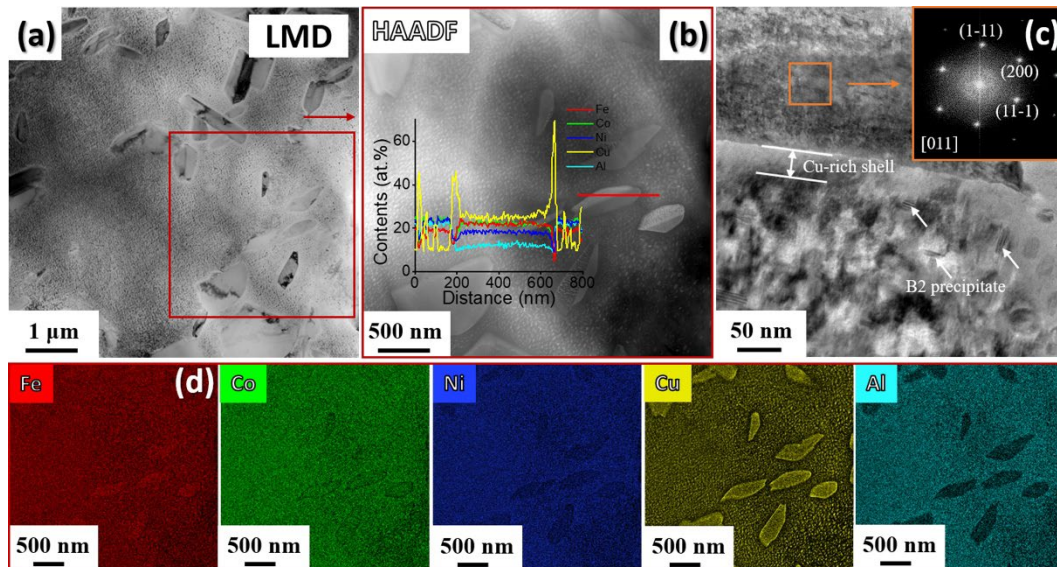 (a)
LMD
1 μm
HAADF
(b)
Fe
Co
Ni
Cu
Al
Contents (at.%)
60
40
20
0
0 200 400 600 800
Distance (nm)
500 nm
(c)
(1-11)
(200)
(11-1)
[011]
Cu-rich shell
B2 precipitate
50 nm
(d)
Fe
500 nm
Co
500 nm
Ni
500 nm
Cu
500 nm
Al
500 nm